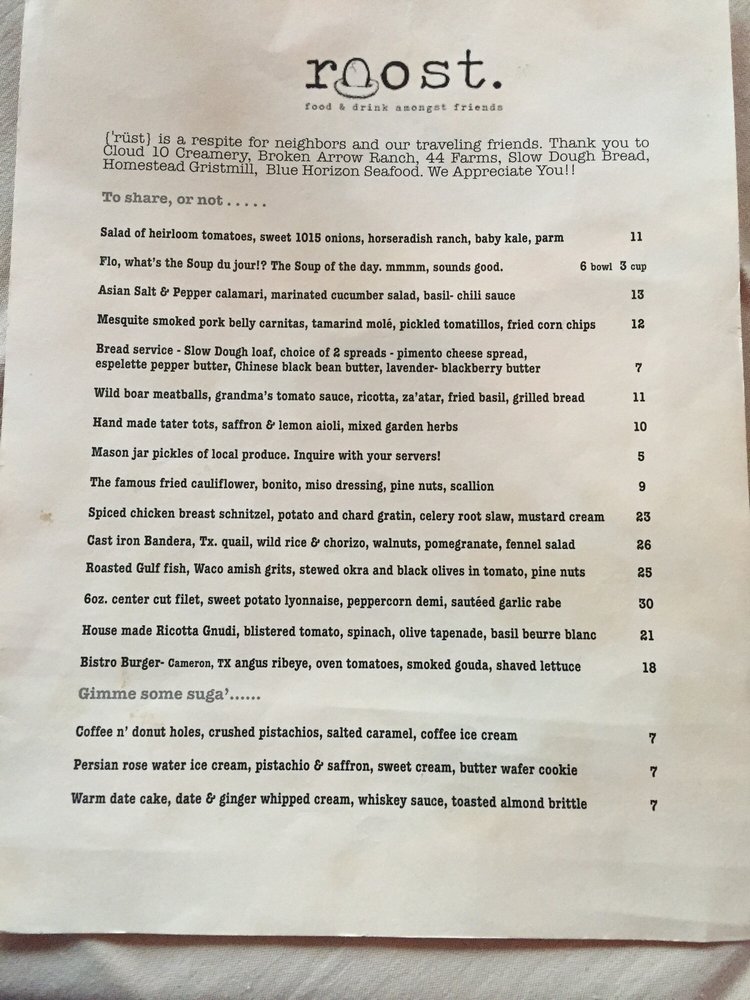 roost.
food & drink amongst friends
{'rüst} is a respite for neighbors and our traveling friends. Thank you to
Cloud 10 Creamery, Broken Arrow Ranch, 44 Farms, Slow Dough Bread,
Homestead Gristmill, Blue Horizon Seafood. We Appreciate You!!
To share, or not . . . . .
Salad of heirloom tomatoes, sweet 1015 onions, horseradish ranch, baby kale, parm 11
Flo, what's the Soup du jour!? The Soup of the day. mmmm, sounds good. 6 bowl 3 cup
Asian Salt & Pepper calamari, marinated cucumber salad, basil- chili sauce 13
Mesquite smoked pork belly carnitas, tamarind molé, pickled tomatillos, fried corn chips 12
Bread service - Slow Dough loaf, choice of 2 spreads - pimento cheese spread,
espelette pepper butter, Chinese black bean butter, lavender- blackberry butter 7
Wild boar meatballs, grandma's tomato sauce, ricotta, za'atar, fried basil, grilled bread 11
Hand made tater tots, saffron & lemon aioli, mixed garden herbs 10
Mason jar pickles of local produce. Inquire with your servers! 5
The famous fried cauliflower, bonito, miso dressing, pine nuts, scallion 9
Spiced chicken breast schnitzel, potato and chard gratin, celery root slaw, mustard cream 23
Cast iron Bandera, Tx. quail, wild rice & chorizo, walnuts, pomegranate, fennel salad 26
Roasted Gulf fish, Waco amish grits, stewed okra and black olives in tomato, pine nuts 25
6oz. center cut filet, sweet potato lyonnaise, peppercorn demi, sautéed garlic rabe 30
House made Ricotta Gnudi, blistered tomato, spinach, olive tapenade, basil beurre blanc 21
Bistro Burger- Cameron, TX angus ribeye, oven tomatoes, smoked gouda, shaved lettuce 18
Gimme some suga'......
Coffee n' donut holes, crushed pistachios, salted caramel, coffee ice cream 7
Persian rose water ice cream, pistachio & saffron, sweet cream, butter wafer cookie 7
Warm date cake, date & ginger whipped cream, whiskey sauce, toasted almond brittle 7